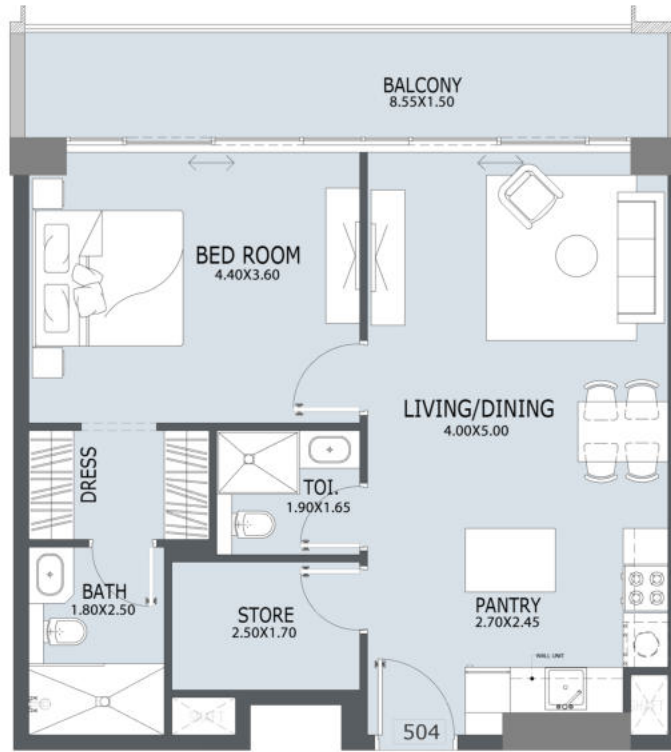 BALCONY
8.55X1.50
BED ROOM
4.40X3.60
LIVING/DINING
4.00X5.00
DRESS
TOI.
1.90X1.65
BATH
1.80X2.50
STORE
2.50X1.70
PANTRY
2.70X2.45
WALL UNIT
504